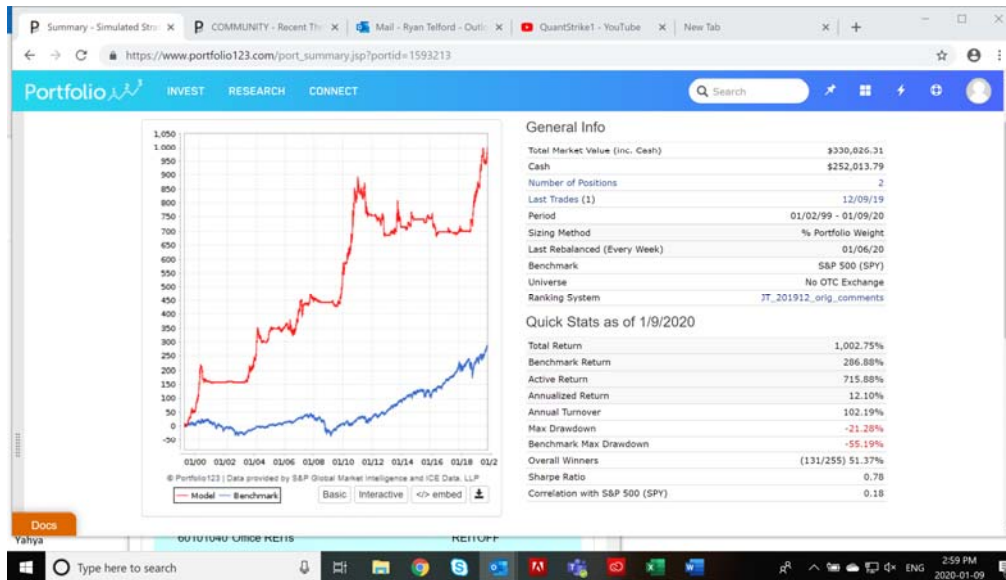 Summary - Simulated Stra
COMMUNITY - Recent Th
Mail - Ryan Telford - Outlo
QuantStrike1 - YouTube
New Tab
https://www.portfolio123.com/port_summary.jsp?portid=1593213
Portfolio INVEST RESEARCH CONNECT Search
General Info
Total Market Value (inc. Cash) $330,826.31
Cash $252,013.79
Number of Positions 2
Last Trades (1) 12/09/19
Period 01/02/99 - 01/09/20
Sizing Method % Portfolio Weight
Last Rebalanced (Every Week) 01/06/20
Benchmark S&P 500 (SPY)
Universe No OTC Exchange
Ranking System JT_201912_orig_comments
Quick Stats as of 1/9/2020
Total Return 1,002.75%
Benchmark Return 286.88%
Active Return 715.88%
Annualized Return 12.10%
Annual Turnover 102.19%
Max Drawdown -21.28%
Benchmark Max Drawdown -55.19%
Overall Winners (131/255) 51.37%
Sharpe Ratio 0.78
Correlation with S&P 500 (SPY) 0.18
1,050
1,000
950
900
850
800
750
700
650
600
550
500
450
400
350
300
250
200
150
100
50
0
-50
01/00 01/02 01/04 01/06 01/08 01/10 01/12 01/14 01/16 01/18 01/2
© Portfolio123 | Data provided by S&P Global Market Intelligence and ICE Data, LLP
Model Benchmark
Basic Interactive </> embed
Docs
Yahya
60101040 Office REITs REITOFF
Type here to search
ENG
2:59 PM
2020-01-09